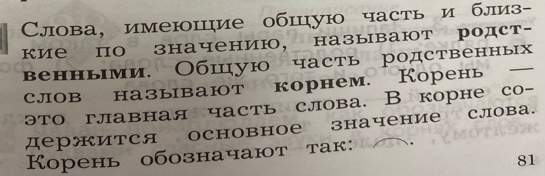 Слова, имеющие общую часть и близ-
кие по значению, называют родст-
венными. Общую часть родственных
слов называют корнем. Корень —
это главная часть слова. В корне со-
держится основное значение слова.
Корень обозначают так: ⌒.
81